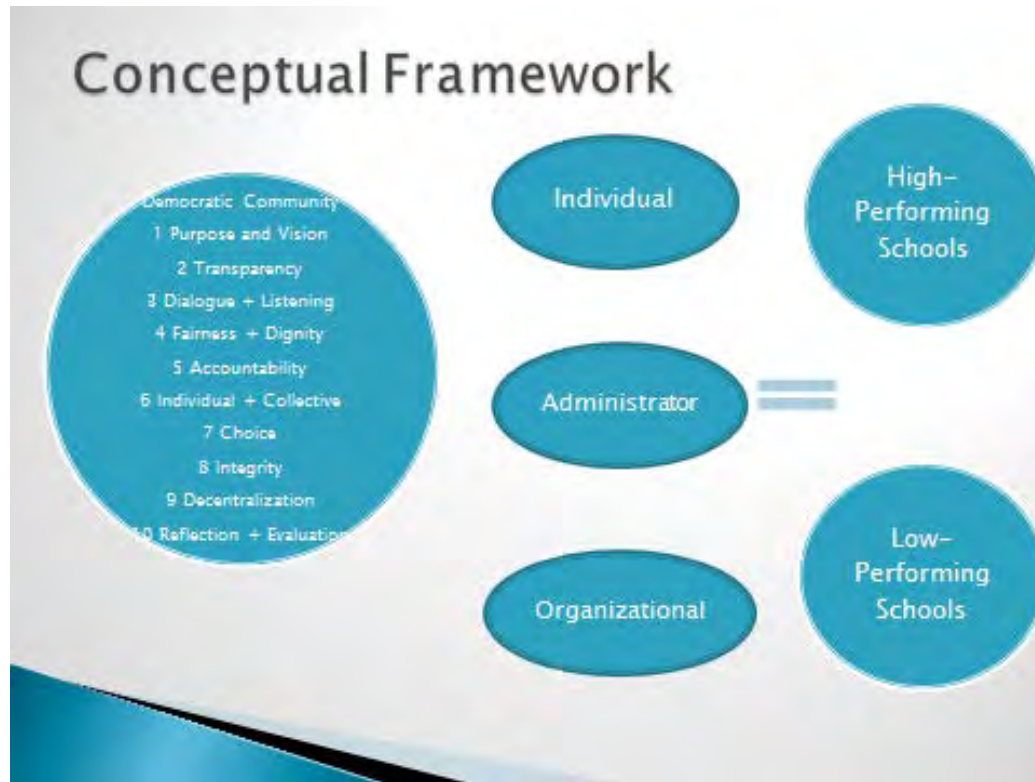 Conceptual Framework
Democratic Community
1 Purpose and Vision
2 Transparency
3 Dialogue + Listening
4 Fairness + Dignity
5 Accountability
6 Individual + Collective
7 Choice
8 Integrity
9 Decentralization
10 Reflection + Evaluation
Individual
Administrator
Organizational
=
High-
Performing
Schools
Low-
Performing
Schools